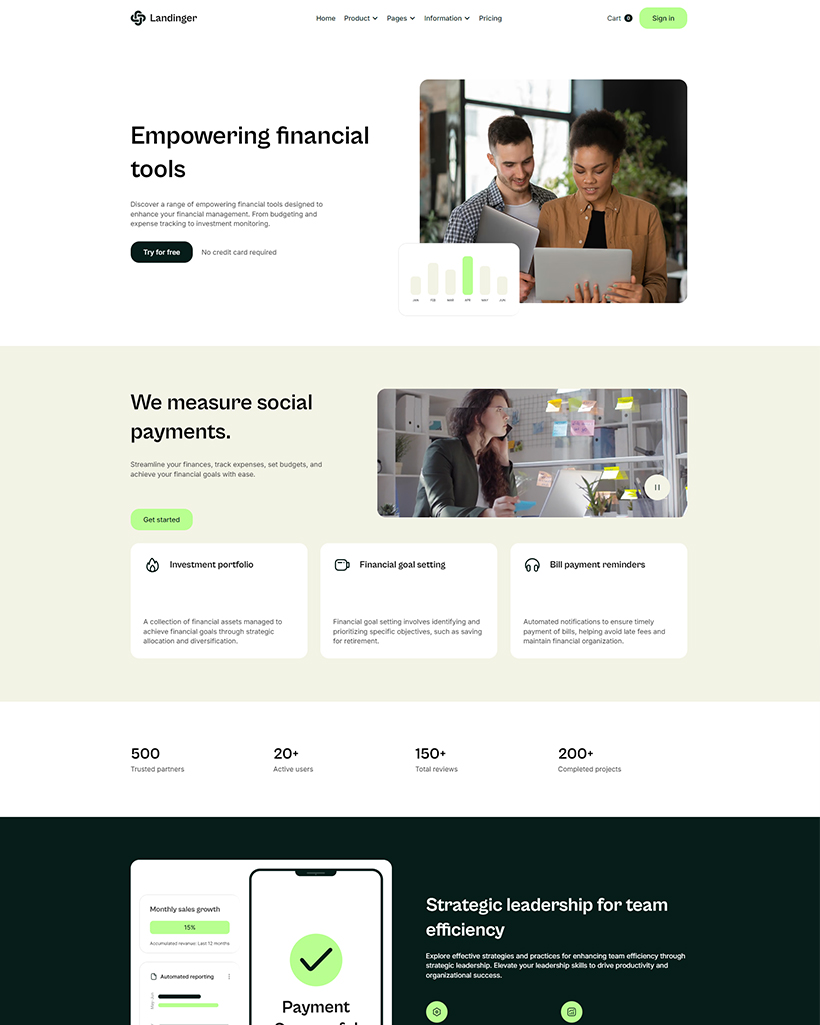 Landinger
Home Product Pages Information Pricing
Cart 0 Sign in
Empowering financial
tools
Discover a range of empowering financial tools designed to
enhance your financial management. From budgeting and
expense tracking to investment monitoring.
Try for free No credit card required
JAN FEB MAR APR MAY JUN
We measure social
payments.
Streamline your finances, track expenses, set budgets, and
achieve your financial goals with ease.
Get started
Investment portfolio
A collection of financial assets managed to
achieve financial goals through strategic
allocation and diversification.
Financial goal setting
Financial goal setting involves identifying and
prioritizing specific objectives, such as saving
for retirement.
Bill payment reminders
Automated notifications to ensure timely
payment of bills, helping avoid late fees and
maintain financial organization.
500
Trusted partners
20+
Active users
150+
Total reviews
200+
Completed projects
Monthly sales growth
15%
Accumulated revenue: Last 12 months
Automated reporting
Payment
Strategic leadership for team
efficiency
Explore effective strategies and practices for enhancing team efficiency through
strategic leadership. Elevate your leadership skills to drive productivity and
organizational success.